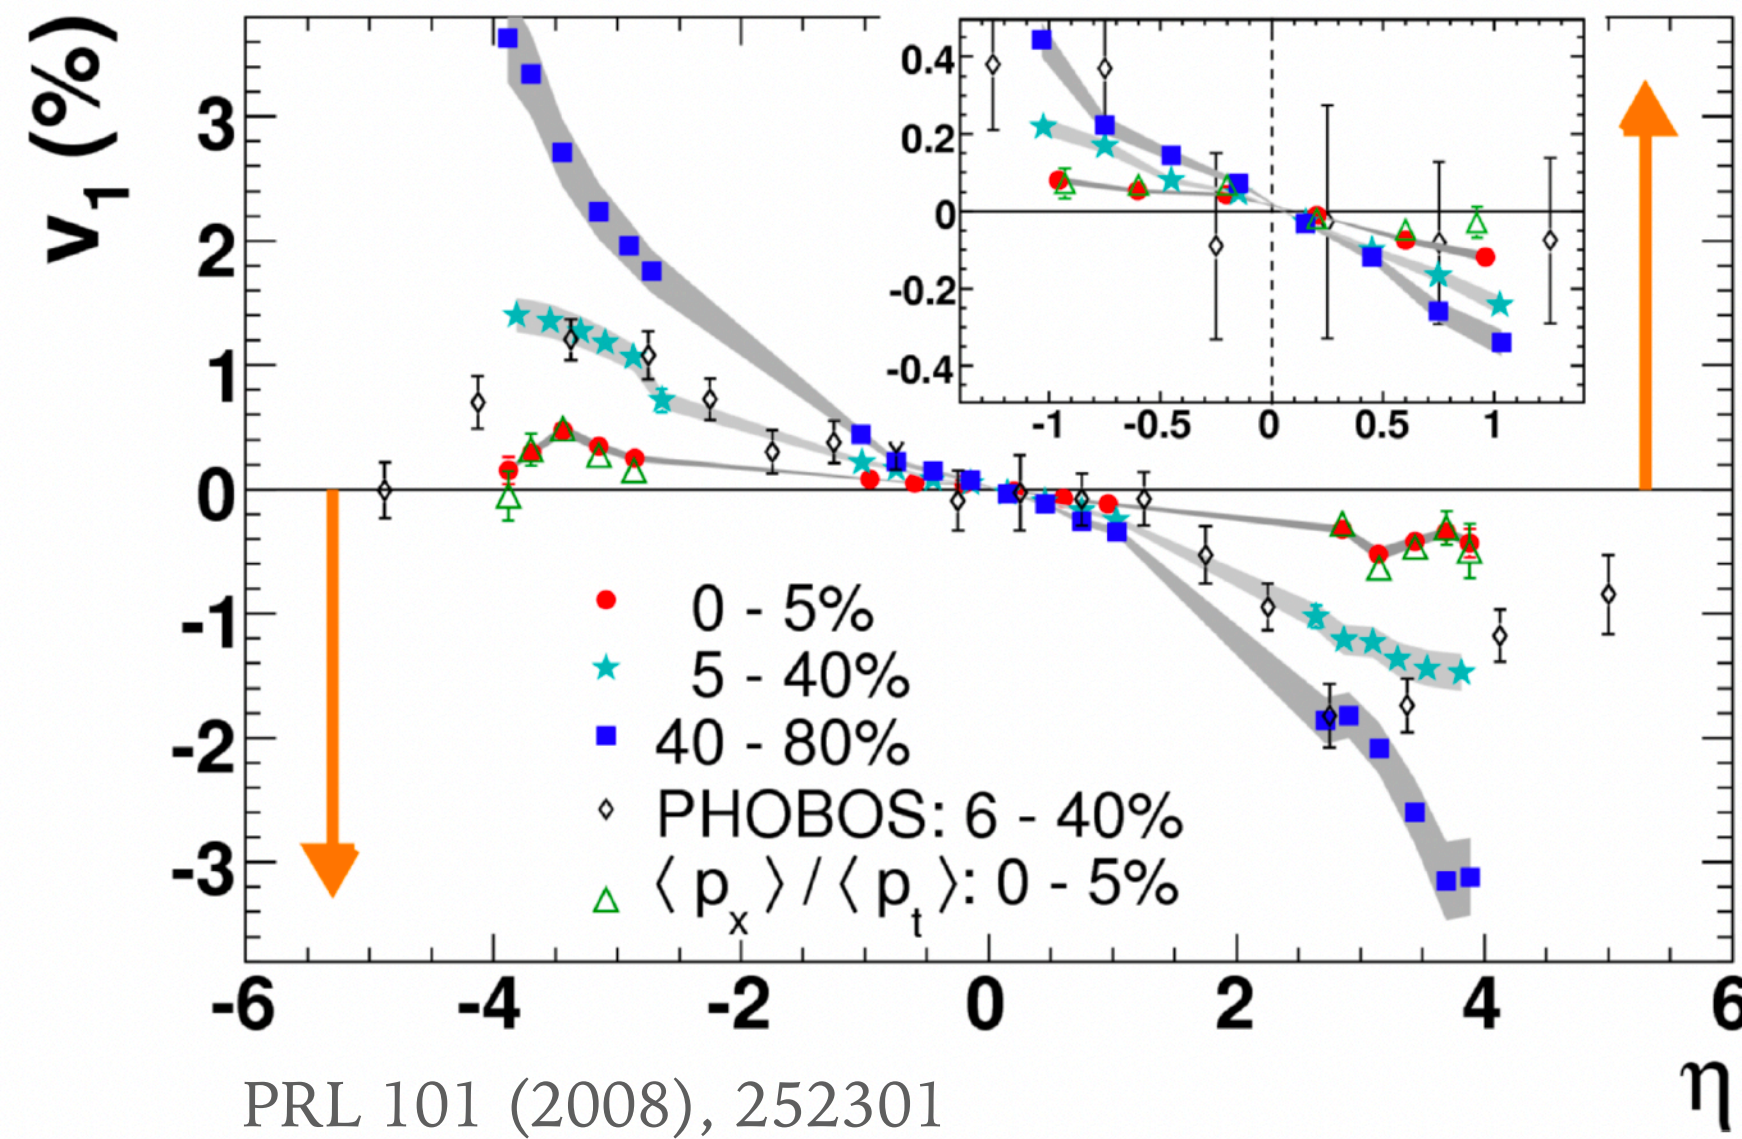 v1 (%)
3
2
1
0
-1
-2
-3
0.4
0.2
0
-0.2
-0.4
-1 -0.5 0 0.5 1
0 - 5%
5 - 40%
40 - 80%
PHOBOS: 6 - 40%
⟨ px ⟩/⟨ pt ⟩: 0 - 5%
-6 -4 -2 0 2 4 6
η
PRL 101 (2008), 252301